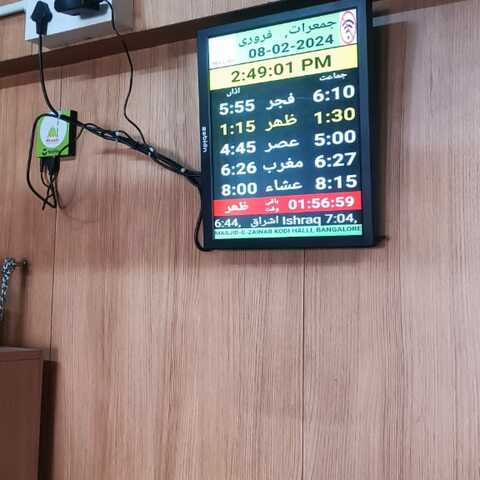 جمعرات, فروری
08-02-2024
2:49:01 PM
اذان جماعت
5:55 فجر 6:10
1:15 ظهر 1:30
4:45 عصر 5:00
6:26 مغرب 6:27
8:00 عشاء 8:15
ظهر باقی وقت 01:56:59
6:44, اشراق Ishraq 7:04,
MASJID-E-ZAINAB KODI HALLI, BANGALORE